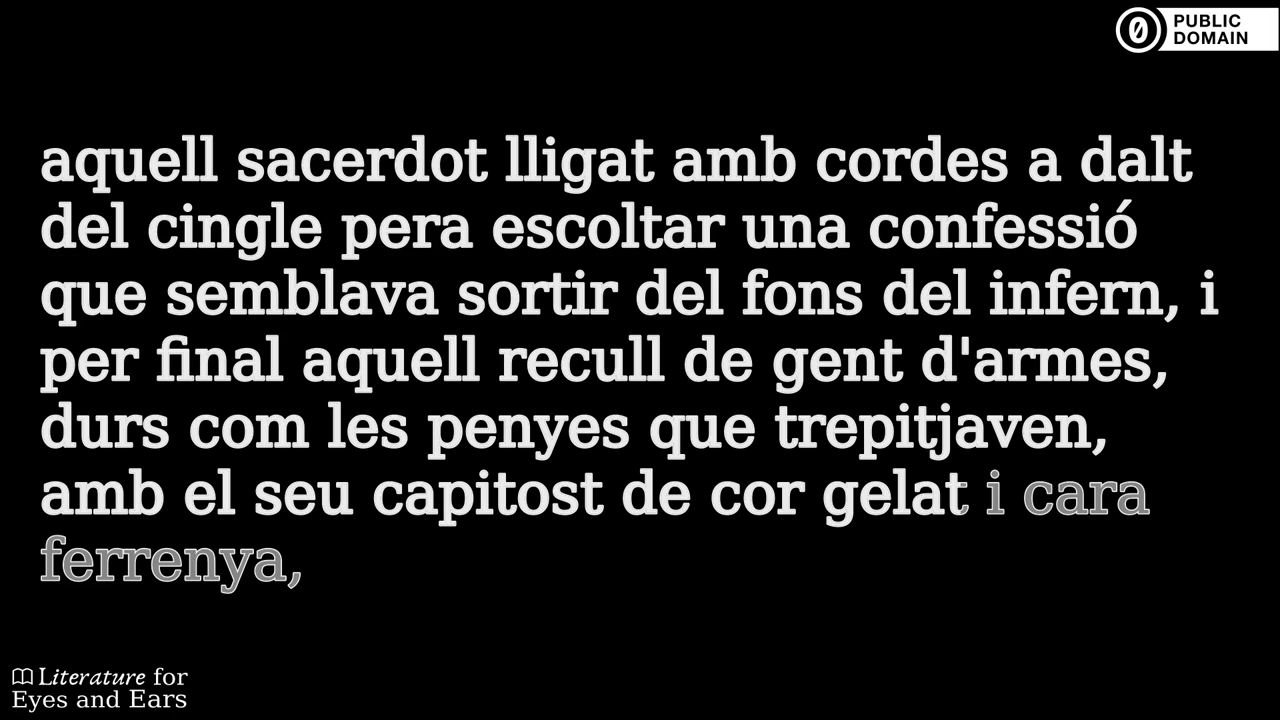 PUBLIC
DOMAIN
aquell sacerdot lligat amb cordes a dalt
del cingle pera escoltar una confessió
que semblava sortir del fons del infern, i
per final aquell recull de gent d'armes,
durs com les penyes que trepitjaven,
amb el seu capitost de cor gelat i cara
ferrenya,
Literature for
Eyes and Ears